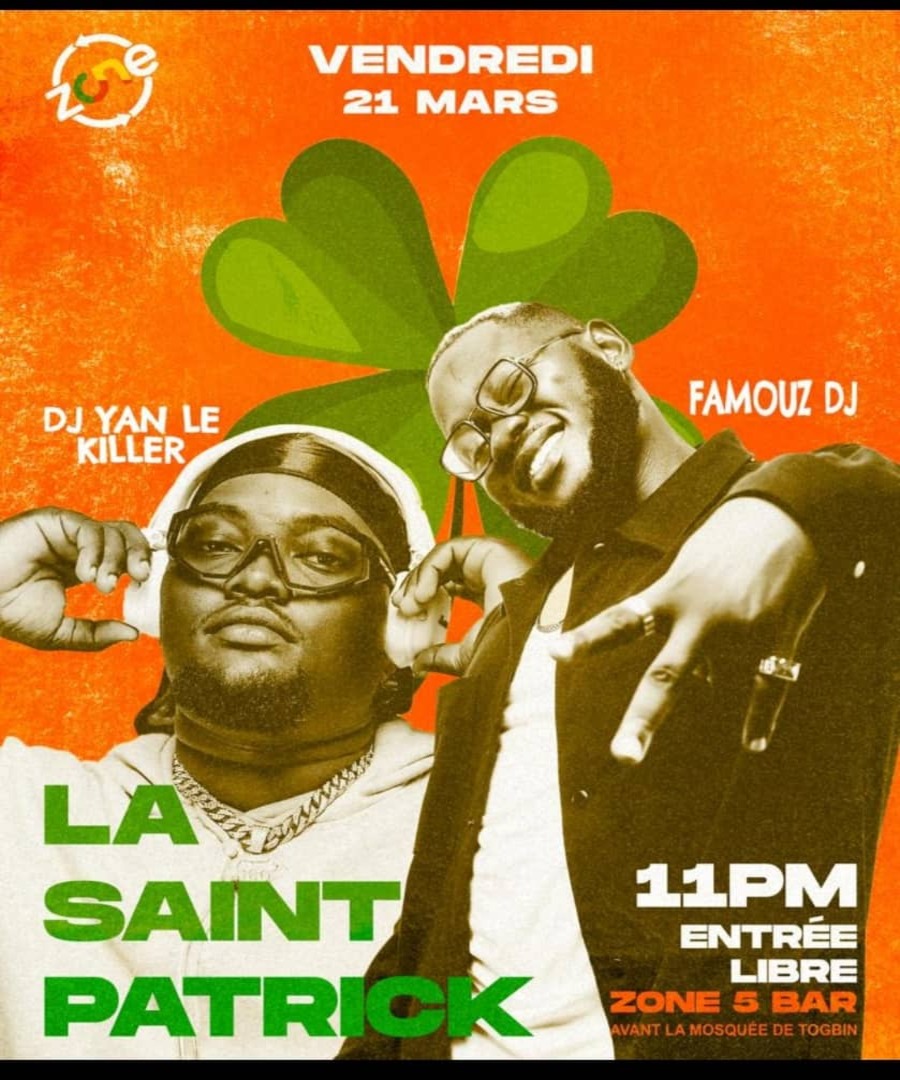 zone
VENDREDI
21 MARS
DJ YAN LE
KILLER
FAMOUZ DJ
LA
SAINT
PATRICK
11PM
ENTRÉE
LIBRE
ZONE 5 BAR
AVANT LA MOSQUÉE DE TOGBIN